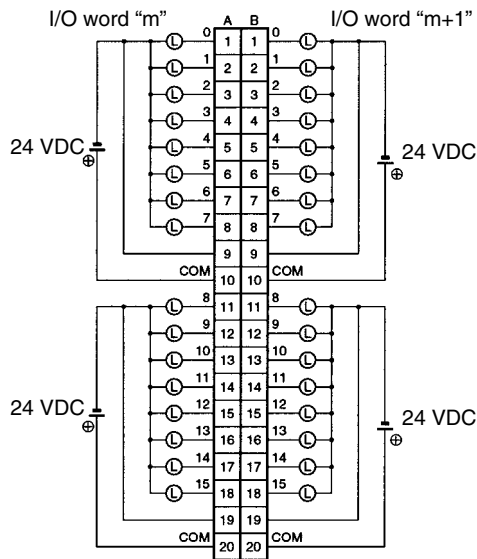 I/O word “m” A B I/O word “m+1”
0 1 1 0
L L
1 2 2 1
L L
2 3 3 2
L L
3 4 4 3
L L
24 VDC 4 5 5 4 24 VDC
⊕ L L ⊕
5 6 6 5
L L
6 7 7 6
L L
7 8 8 7
L L
9 9
COM 10 10 COM
8 11 11 8
L L
9 12 12 9
L L
10 13 13 10
L L
11 14 14 11
L L
24 VDC 12 15 15 12 24 VDC
⊕ L L ⊕
13 16 16 13
L L
14 17 17 14
L L
15 18 18 15
L L
19 19
COM 20 20 COM